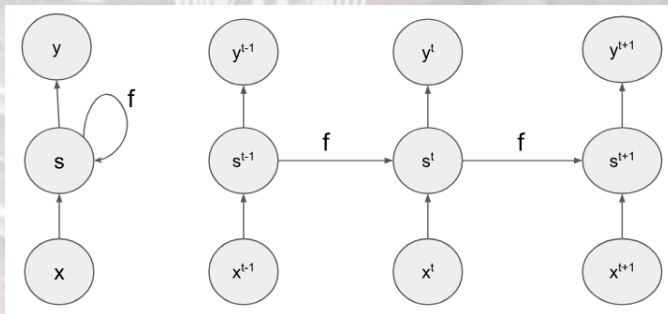 y y^t-1 y^t y^t+1
f
f f
s s^t-1 s^t s^t+1
x x^t-1 x^t x^t+1